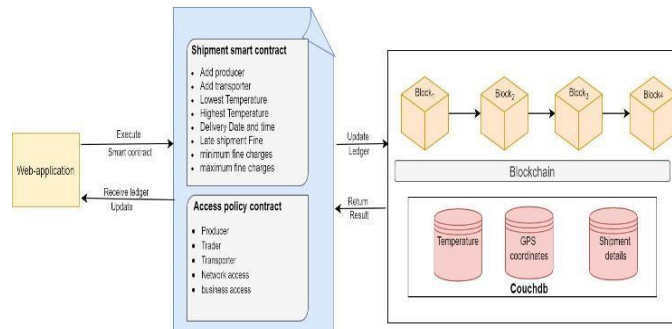 Web-application
Execute
Smart contract
Receive ledger
Update
Shipment smart contract
Add producer
Add transporter
Lowest Temperature
Highest Temperature
Delivery Date and time
Late shipment Fine
minimum fine charges
maximum fine charges
Access policy contract
Producer
Trader
Transporter
Network access
business access
Update
Ledger
Return
Result
Block1
Block2
Block3
Block4
Blockchain
Temperature
GPS
coordinates
Shipment
details
Couchdb